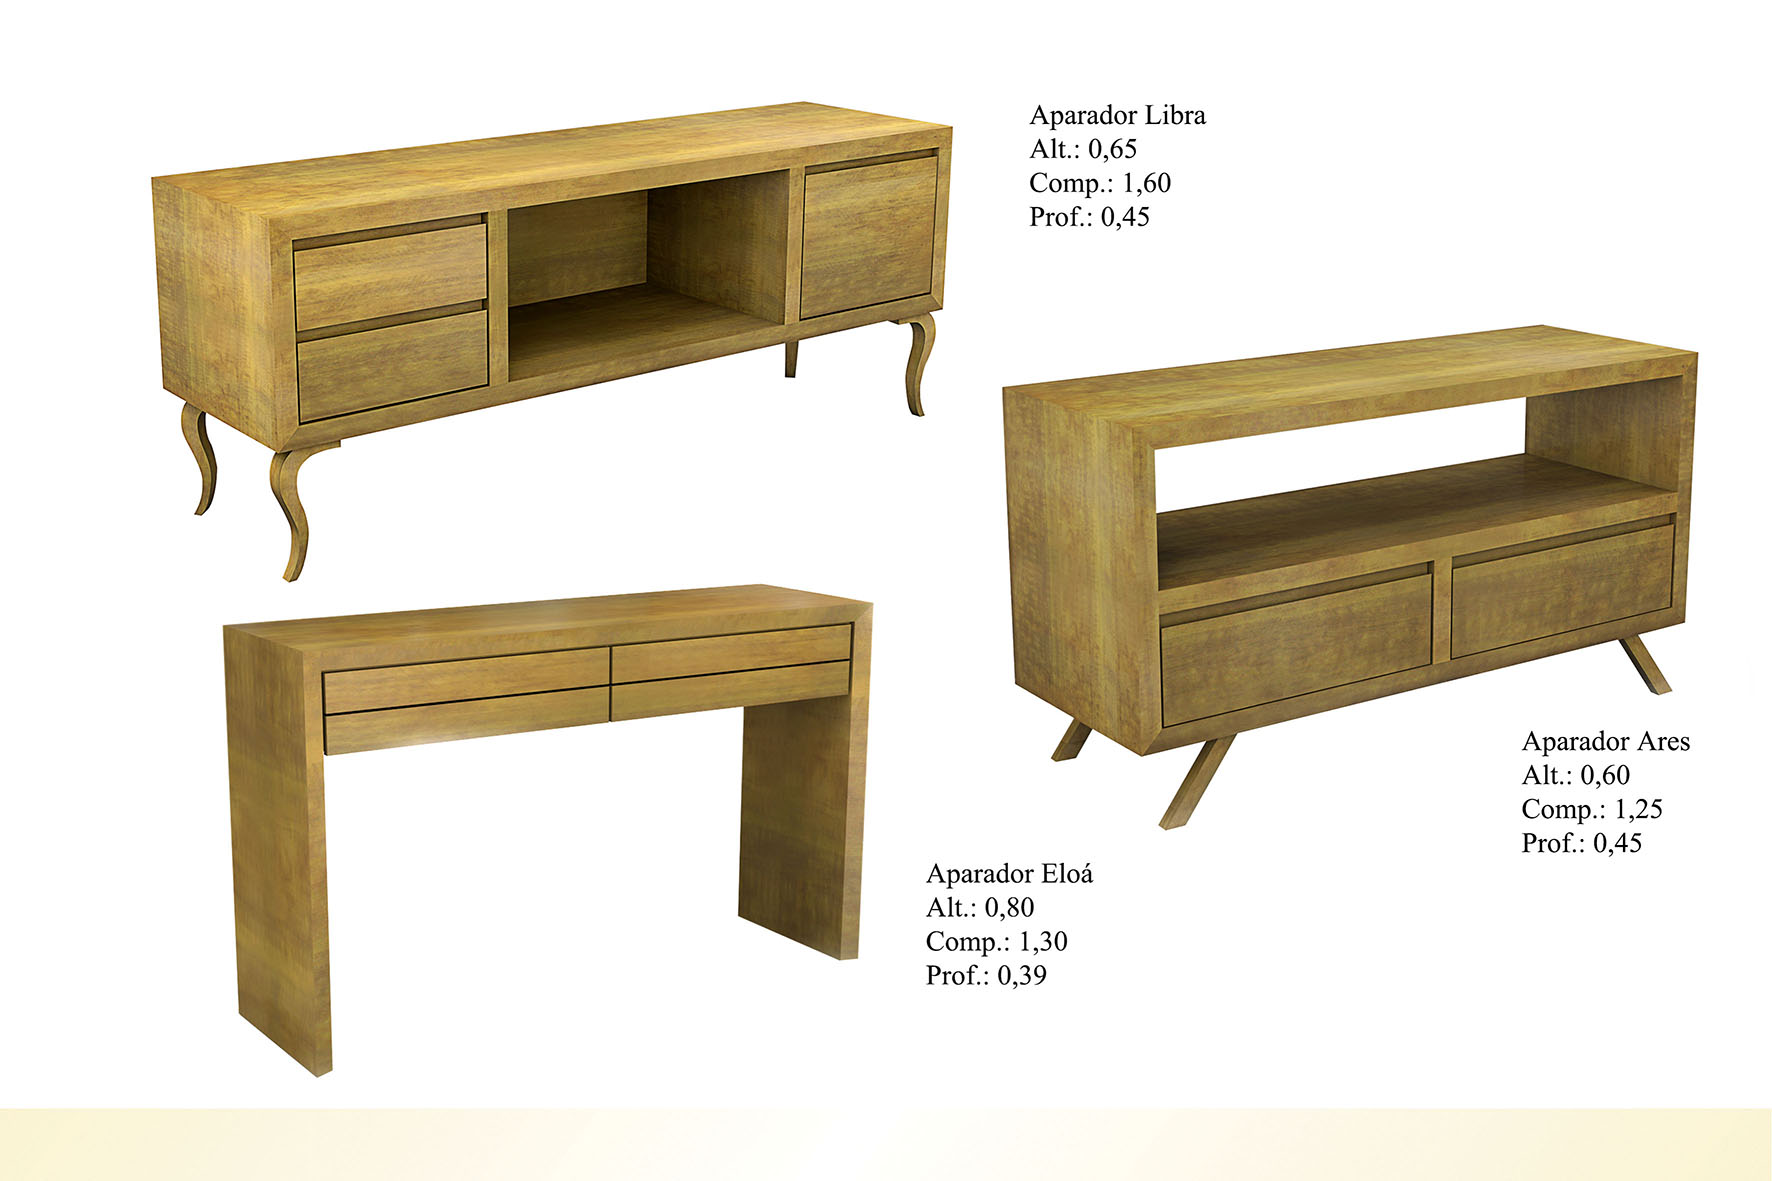 Aparador Libra
Alt.: 0,65
Comp.: 1,60
Prof.: 0,45
Aparador Ares
Alt.: 0,60
Comp.: 1,25
Prof.: 0,45
Aparador Eloá
Alt.: 0,80
Comp.: 1,30
Prof.: 0,39